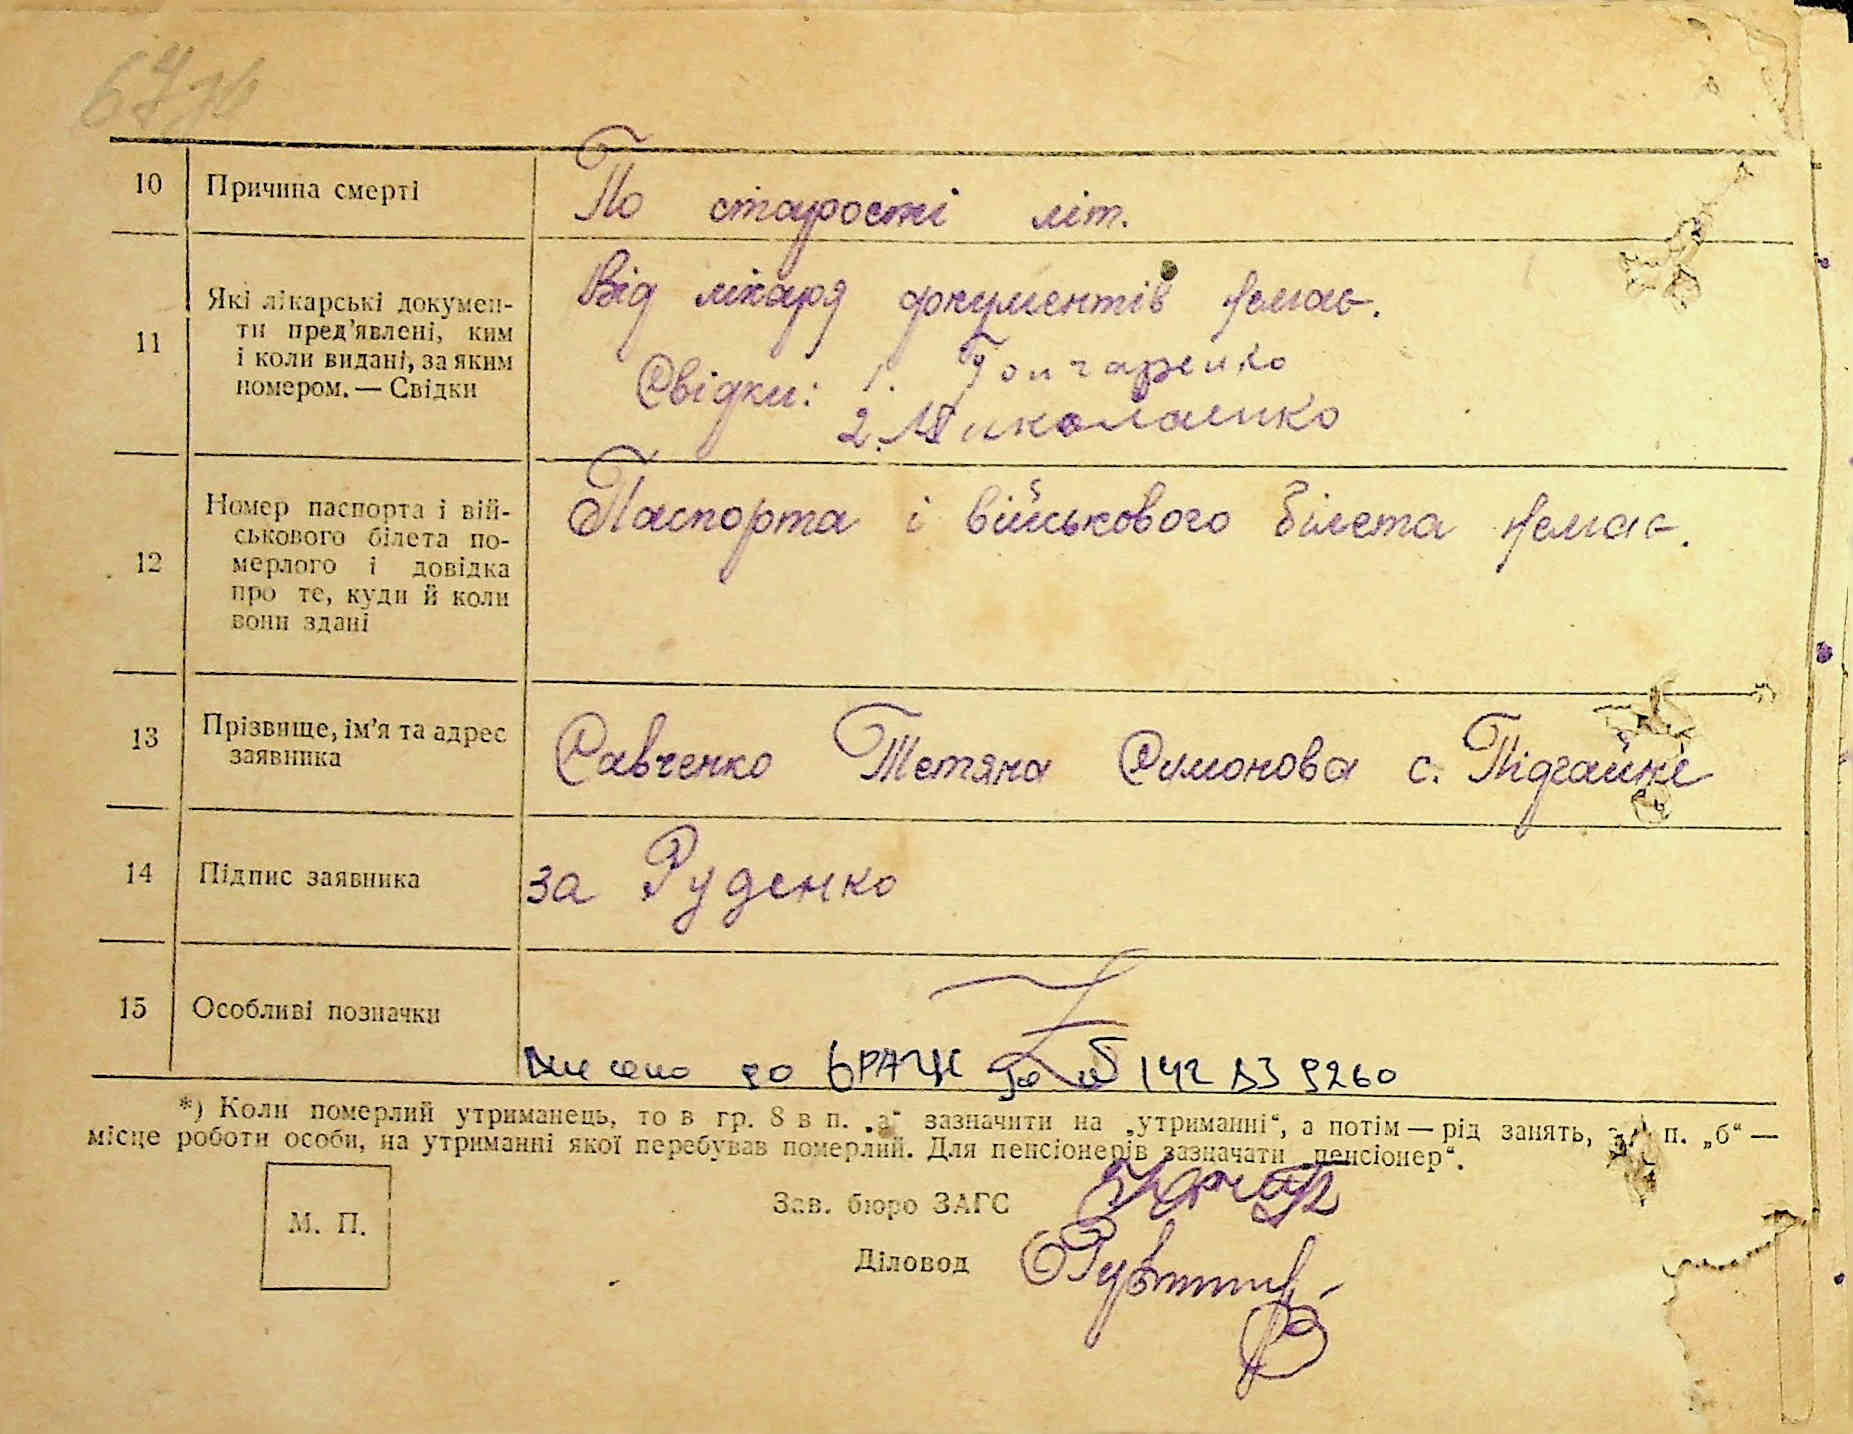 10 Причина смерті По старості літ.
11 Які лікарські докумен-
ти пред'явлені, ким
і коли видані, за яким
номером. — Свідки
Від лікаря документів немає.
Свідки: 1. Гончаренко
2. Миколаенко
12 Номер паспорта і вій-
ськового білета по-
мерлого і довідка
про те, куди й коли
вони здані
Паспорта і військового білета немає.
13 Прізвище, ім'я та адрес
заявника
Савченко Тетяна Симонова с. Підгайне
14 Підпис заявника за Руденко
15 Особливі позначки
Внесено до ЄРАЦС 142 ВЗ 9260
*) Коли померлий утриманець, то в гр. 8 в п. „а“ зазначити на „утриманні“, а потім — рід занять, п. „б“ —
місце роботи особи, на утриманні якої перебував померлий. Для пенсіонерів зазначати „пенсіонер“.
Зав. бюро ЗАГС
М. П.
Діловод